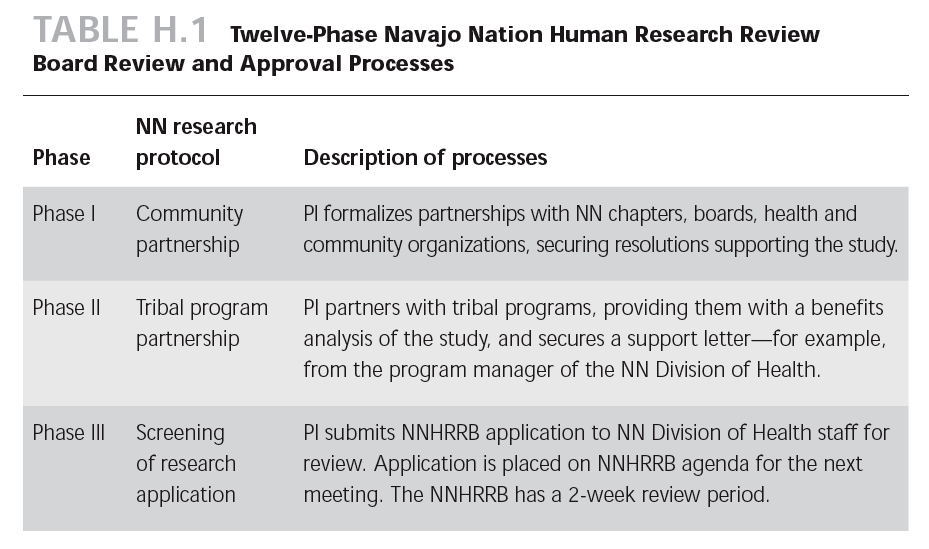 TABLE H.1 Twelve-Phase Navajo Nation Human Research Review
Board Review and Approval Processes
NN research
Phase protocol Description of processes
Phase I Community PI formalizes partnerships with NN chapters, boards, health and
partnership community organizations, securing resolutions supporting the study.
Phase II Tribal program PI partners with tribal programs, providing them with a benefits
partnership analysis of the study, and secures a support letter—for example,
from the program manager of the NN Division of Health.
Phase III Screening PI submits NNHRRB application to NN Division of Health staff for
of research review. Application is placed on NNHRRB agenda for the next
application meeting. The NNHRRB has a 2-week review period.